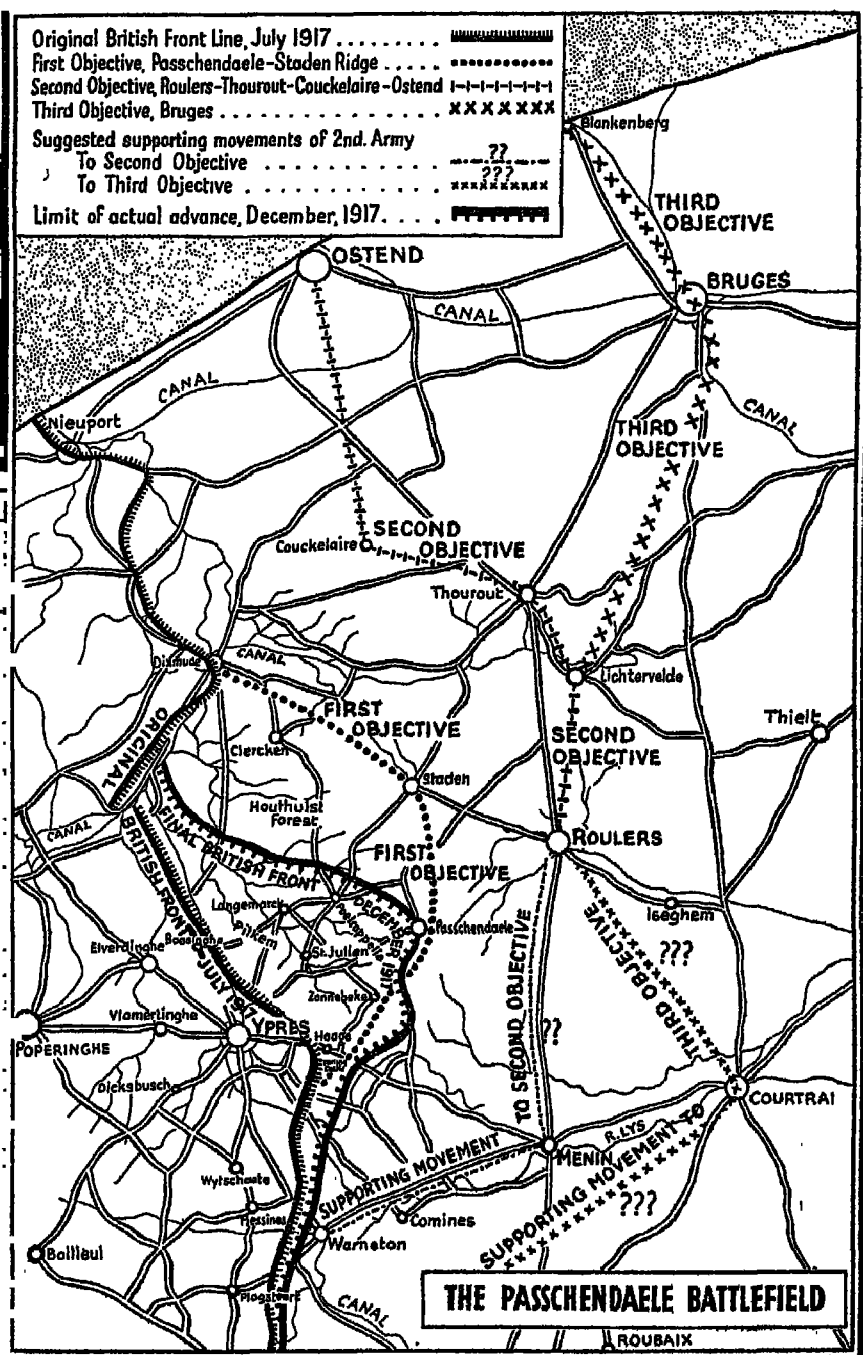 Original British Front Line, July 1917 . . . . . . . .
First Objective, Passchendaele-Staden Ridge . . . . .
Second Objective, Roulers-Thourout-Couckelaire-Ostend
Third Objective, Bruges . . . . . . . . . . . . . . .
Suggested supporting movements of 2nd. Army
To Second Objective . . . . . . . . . . . ??
To Third Objective . . . . . . . . . . . . ???
Limit of actual advance, December, 1917. . . . .
Blankenberg
THIRD
OBJECTIVE
OSTEND
BRUGES
CANAL
CANAL
CANAL
Nieuport
THIRD
OBJECTIVE
SECOND
OBJECTIVE
Couckelaire
Thourout
Dixmude
CANAL
Lichtervelde
ORIGINAL
FIRST
OBJECTIVE
Clercken
Thielt
SECOND
OBJECTIVE
Staden
Houthulst
Forest
CANAL
BRITISH FRONT - JULY 1917
FINAL BRITISH FRONT DECEMBER 1917
FIRST
OBJECTIVE
ROULERS
Langemarck
Poelcappelle
Iseghem
Passchendaele
Pilkem
Elverdinghe
Boesinghe
St. Julien
THIRD OBJECTIVE
???
Zonnebeke
Vlamertinghe
YPRES
Hooge
POPERINGHE
TO SECOND OBJECTIVE
??
Dickebusch
COURTRAI
R. LYS
MENIN
SUPPORTING MOVEMENT
SUPPORTING MOVEMENT TO
???
Wytschaete
Messines
Comines
Warneton
Bailleul
Plogsteert
CANAL
THE PASSCHENDAELE BATTLEFIELD
ROUBAIX